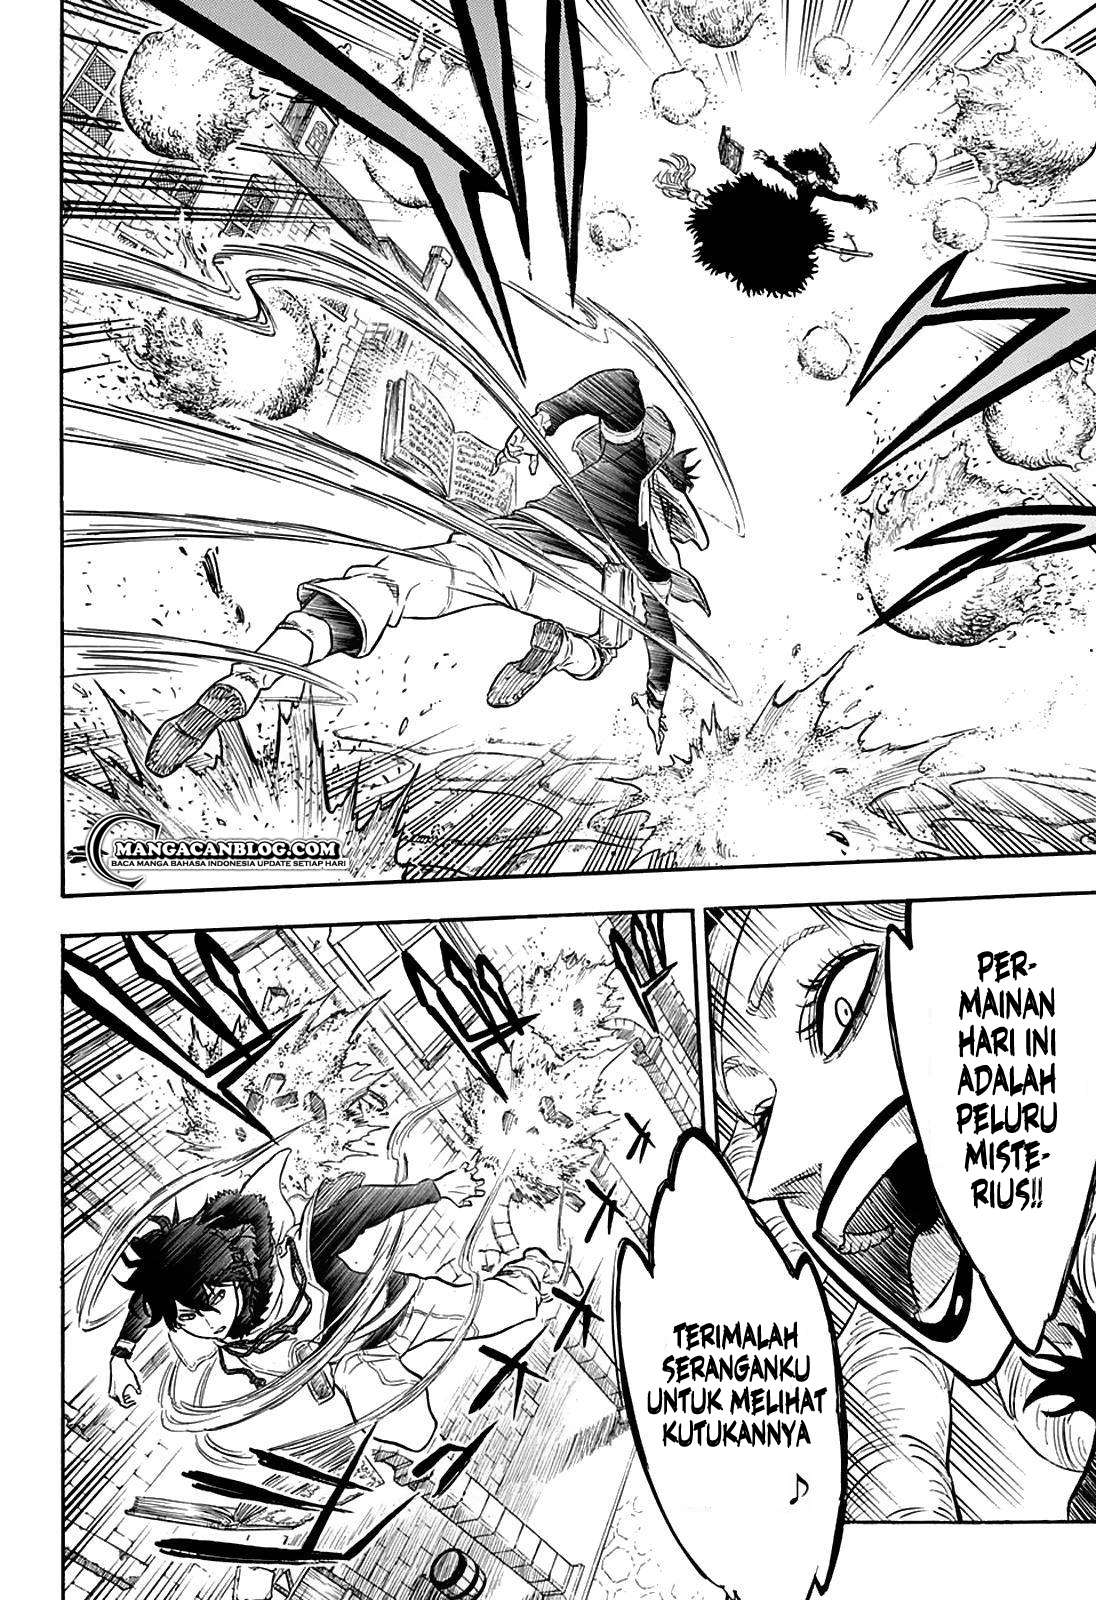 MANGACANBLOG.COM
BACA MANGA BAHASA INDONESIA UPDATE SETIAP HARI
PER-
MAINAN
HARI INI
ADALAH
PELURU
MISTE-
RIUS!!
TERIMALAH
SERANGANKU
UNTUK MELIHAT
KUTUKANNYA
♪